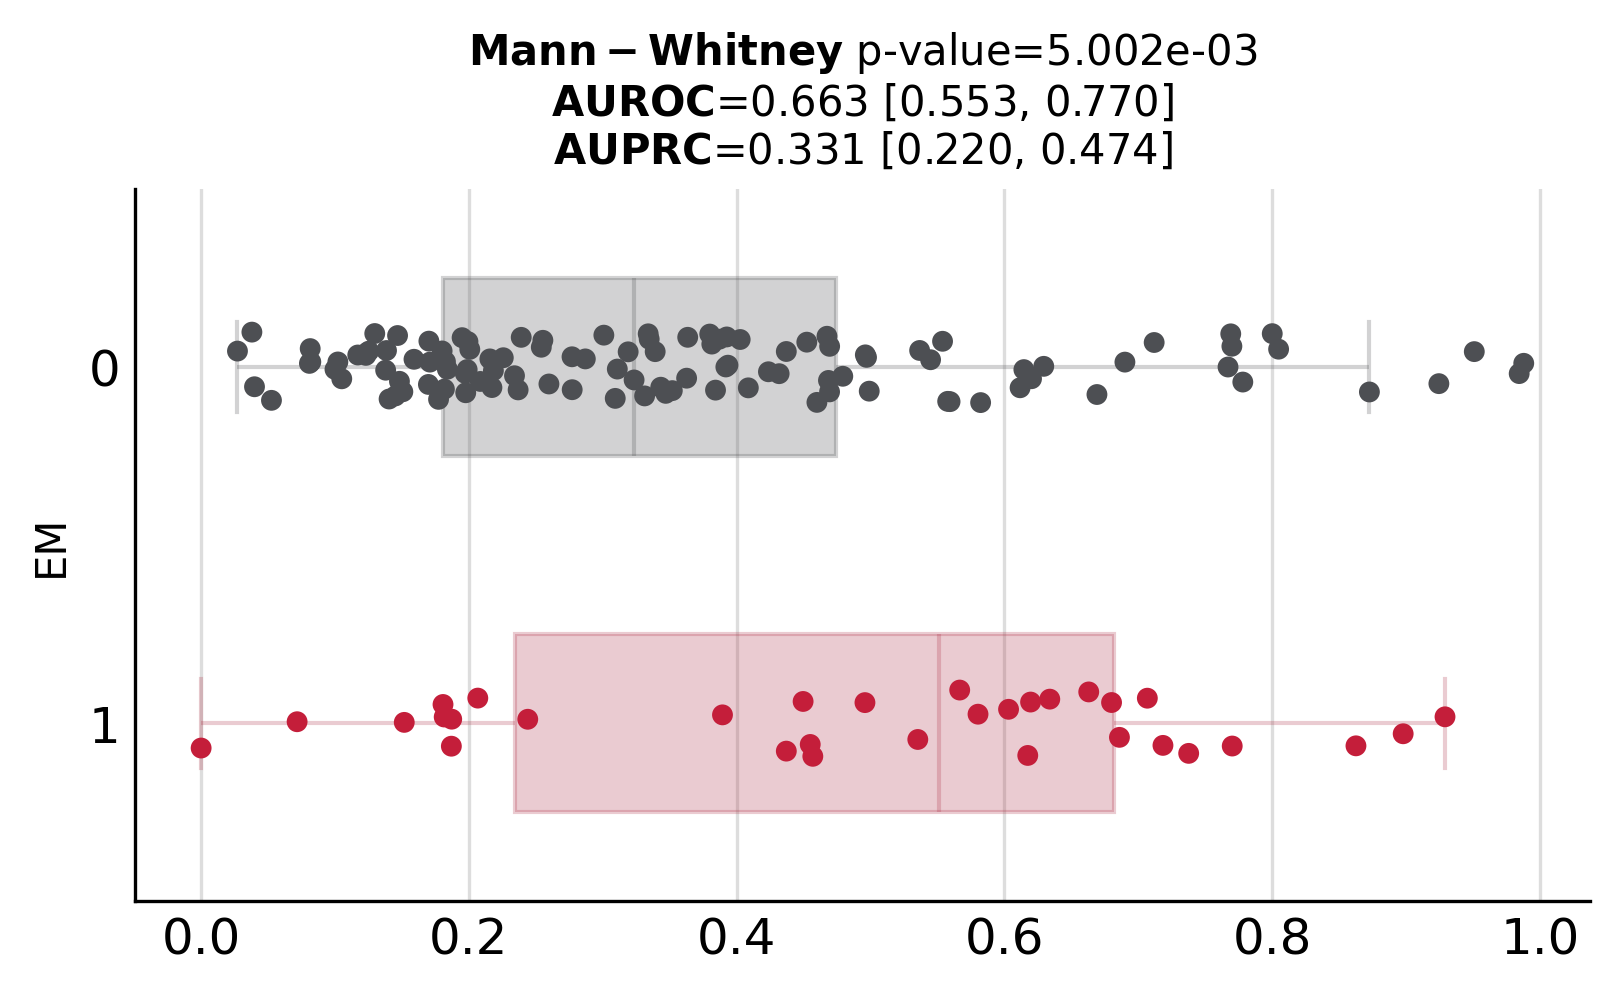 Mann − Whitney p-value=5.002e-03
AUROC=0.663 [0.553, 0.770]
AUPRC=0.331 [0.220, 0.474]
0
EM
1
0.0 0.2 0.4 0.6 0.8 1.0